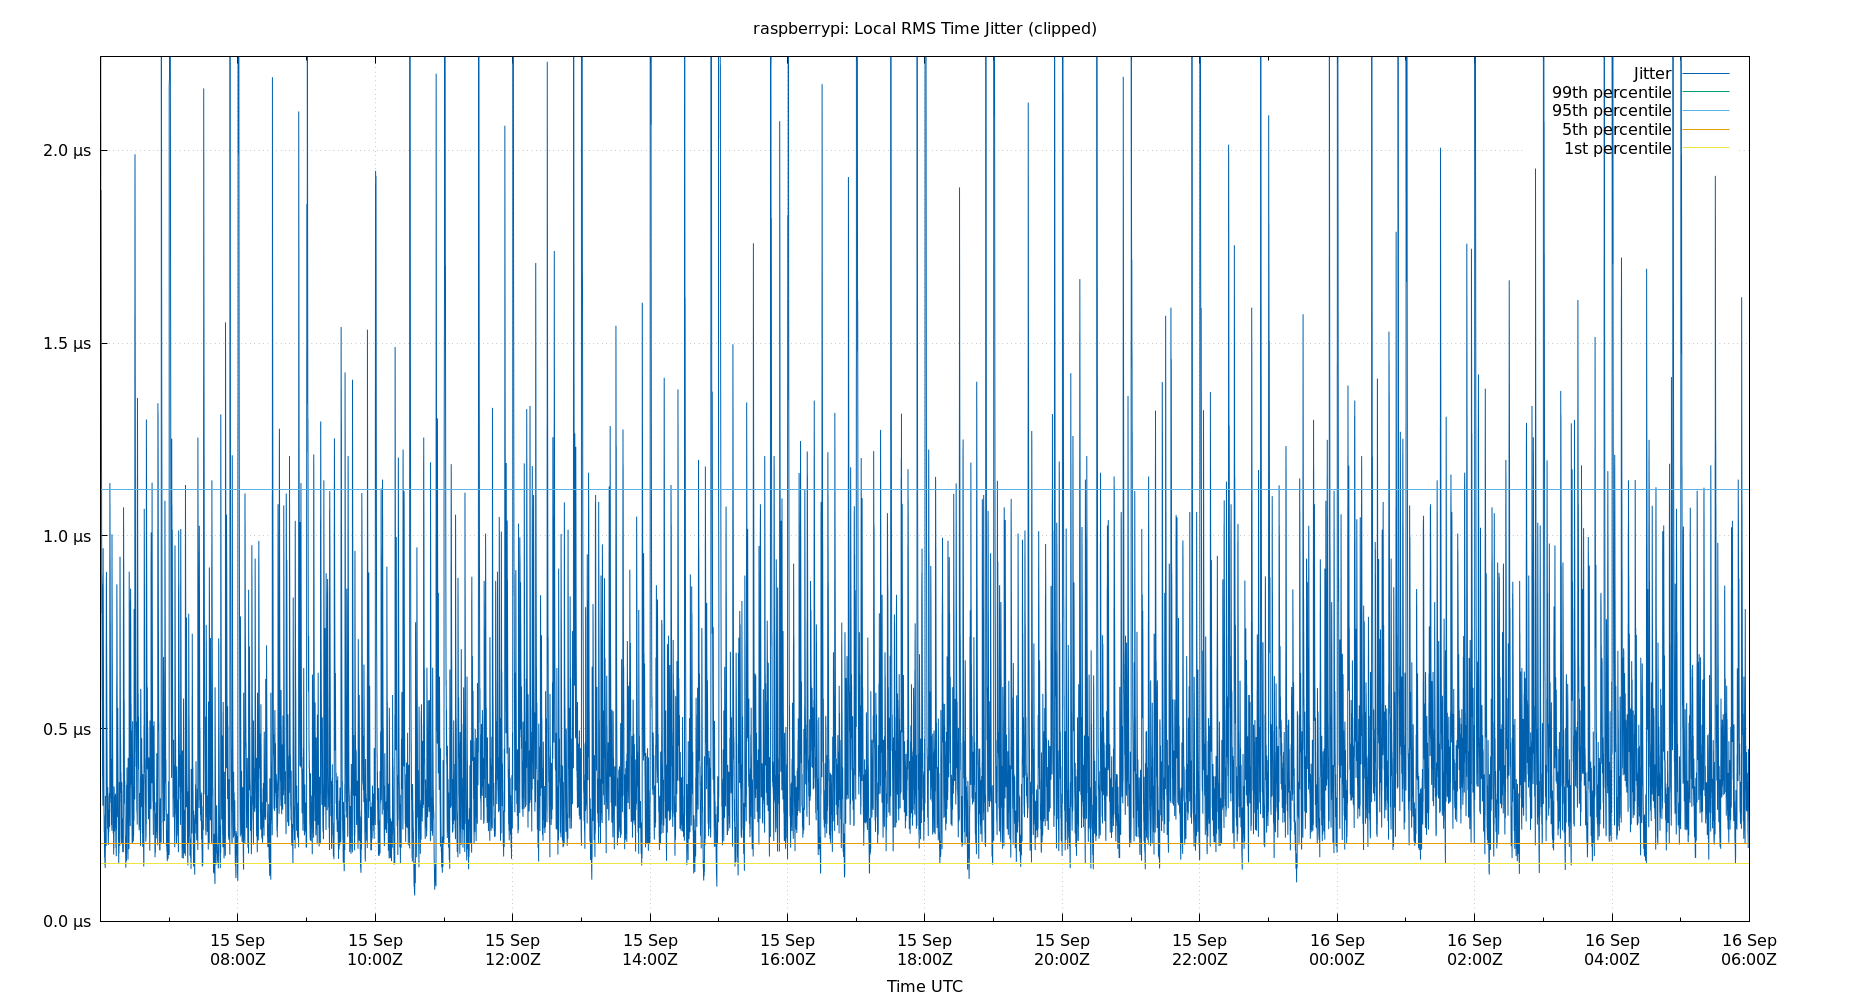 raspberrypi: Local RMS Time Jitter (clipped)
Jitter
99th percentile
95th percentile
5th percentile
1st percentile
2.0 µs
1.5 µs
1.0 µs
0.5 µs
0.0 µs
15 Sep 15 Sep 15 Sep 15 Sep 15 Sep 15 Sep 15 Sep 15 Sep 16 Sep 16 Sep 16 Sep 16 Sep
08:00Z 10:00Z 12:00Z 14:00Z 16:00Z 18:00Z 20:00Z 22:00Z 00:00Z 02:00Z 04:00Z 06:00Z
Time UTC